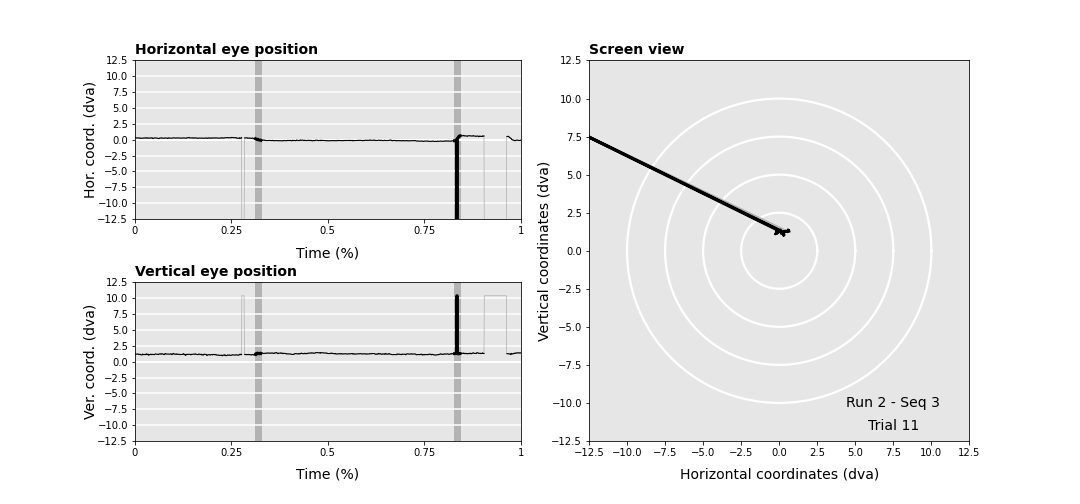 Horizontal eye position
Hor. coord. (dva)
12.5
10.0
7.5
5.0
2.5
0.0
−2.5
−5.0
−7.5
−10.0
−12.5
0 0.25 0.5 0.75 1
Time (%)
Vertical eye position
Ver. coord. (dva)
12.5
10.0
7.5
5.0
2.5
0.0
−2.5
−5.0
−7.5
−10.0
−12.5
0 0.25 0.5 0.75 1
Time (%)
Screen view
Vertical coordinates (dva)
12.5
10.0
7.5
5.0
2.5
0.0
−2.5
−5.0
−7.5
−10.0
−12.5
Run 2 - Seq 3
Trial 11
−12.5 −10.0 −7.5 −5.0 −2.5 0.0 2.5 5.0 7.5 10.0 12.5
Horizontal coordinates (dva)